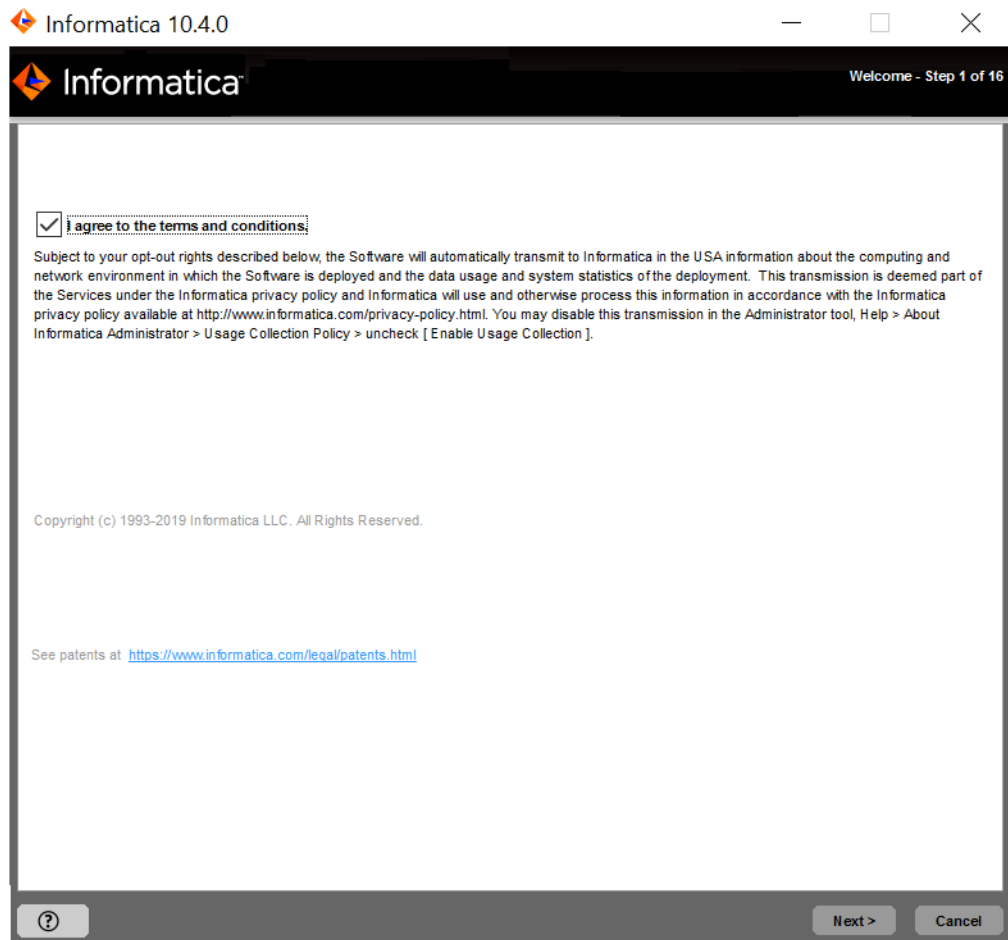 Informatica 10.4.0
Informatica
Welcome - Step 1 of 16
I agree to the terms and conditions.
Subject to your opt-out rights described below, the Software will automatically transmit to Informatica in the USA information about the computing and
network environment in which the Software is deployed and the data usage and system statistics of the deployment. This transmission is deemed part of
the Services under the Informatica privacy policy and Informatica will use and otherwise process this information in accordance with the Informatica
privacy policy available at http://www.informatica.com/privacy-policy.html. You may disable this transmission in the Administrator tool, Help > About
Informatica Administrator > Usage Collection Policy > uncheck [ Enable Usage Collection ].
Copyright (c) 1993-2019 Informatica LLC. All Rights Reserved.
See patents at https://www.informatica.com/legal/patents.html
Next >
Cancel